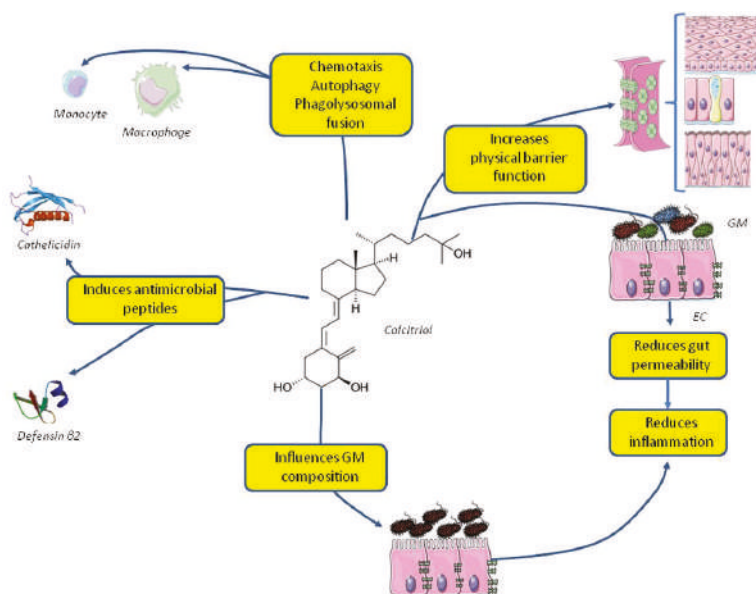 Chemotaxis
Autophagy
Phagolysosomal
fusion
Monocyte
Macrophage
Increases
physical barrier
function
Cathelicidin
GM
H
OH
Induces antimicrobial
peptides
H
Calcitriol
EC
Reduces gut
permeability
HO
OH
Defensin β2
Reduces
inflammation
Influences GM
composition